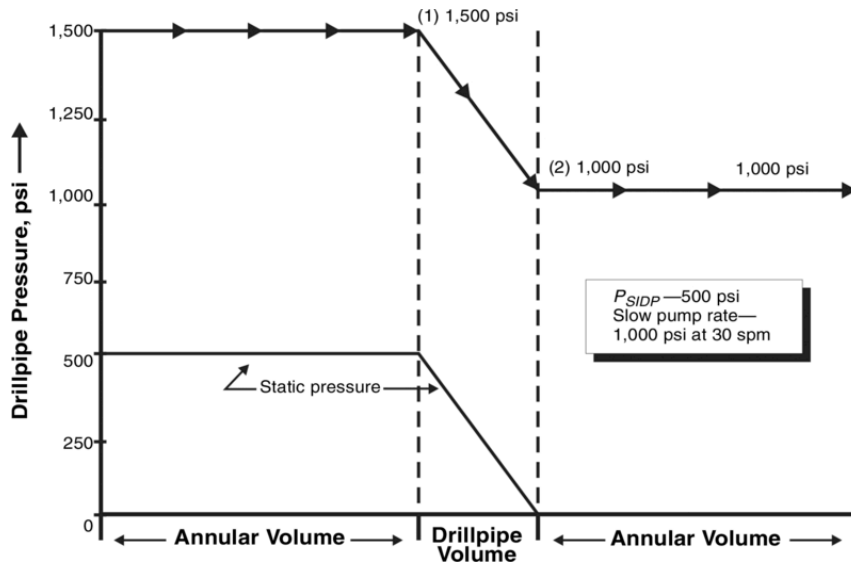 Drillpipe Pressure, psi
1,500
1,250
1,000
750
500
250
0
(1) 1,500 psi
(2) 1,000 psi
1,000 psi
P_SIDP—500 psi
Slow pump rate—
1,000 psi at 30 spm
Static pressure
Annular Volume
Drillpipe
Volume
Annular Volume